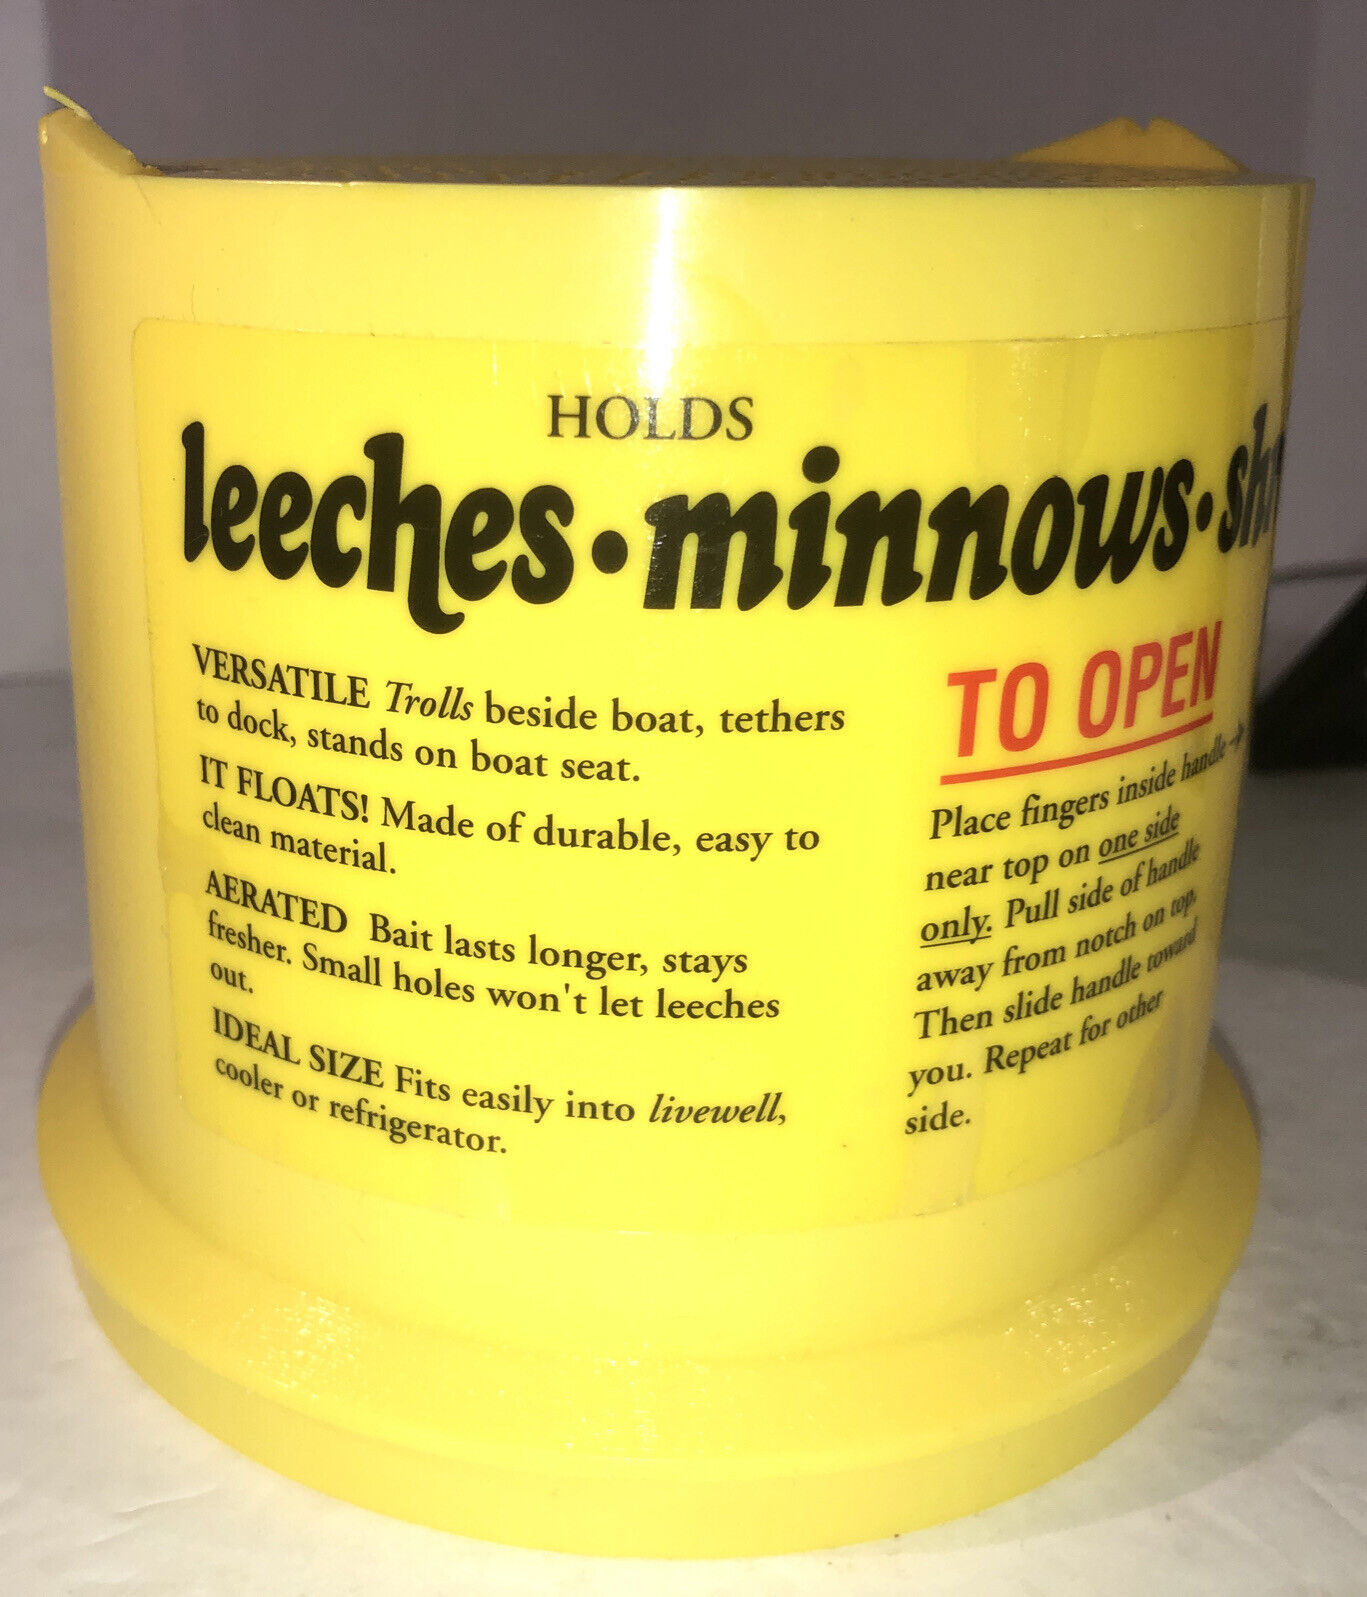 HOLDS
leeches • minnows •
VERSATILE Trolls beside boat, tethers
to dock, stands on boat seat.
IT FLOATS! Made of durable, easy to
clean material.
AERATED Bait lasts longer, stays
fresher. Small holes won't let leeches
out.
IDEAL SIZE Fits easily into livewell,
cooler or refrigerator.
TO OPEN
Place fingers inside handle →
near top on one side
only. Pull side of handle
away from notch on top.
Then slide handle toward
you. Repeat for other
side.